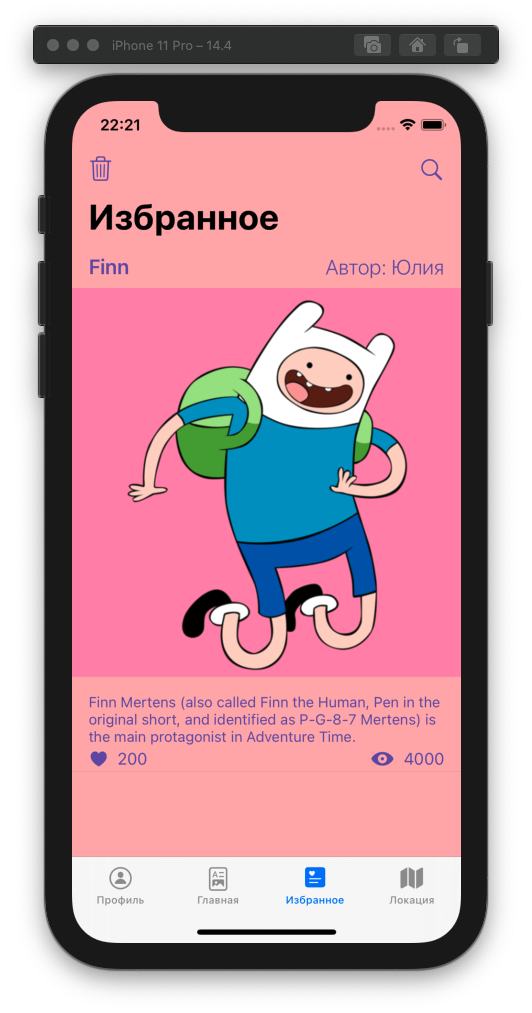 iPhone 11 Pro – 14.4
22:21
Избранное
Finn
Автор: Юлия
Finn Mertens (also called Finn the Human, Pen in the
original short, and identified as P-G-8-7 Mertens) is
the main protagonist in Adventure Time.
200
4000
Профиль
Главная
Избранное
Локация